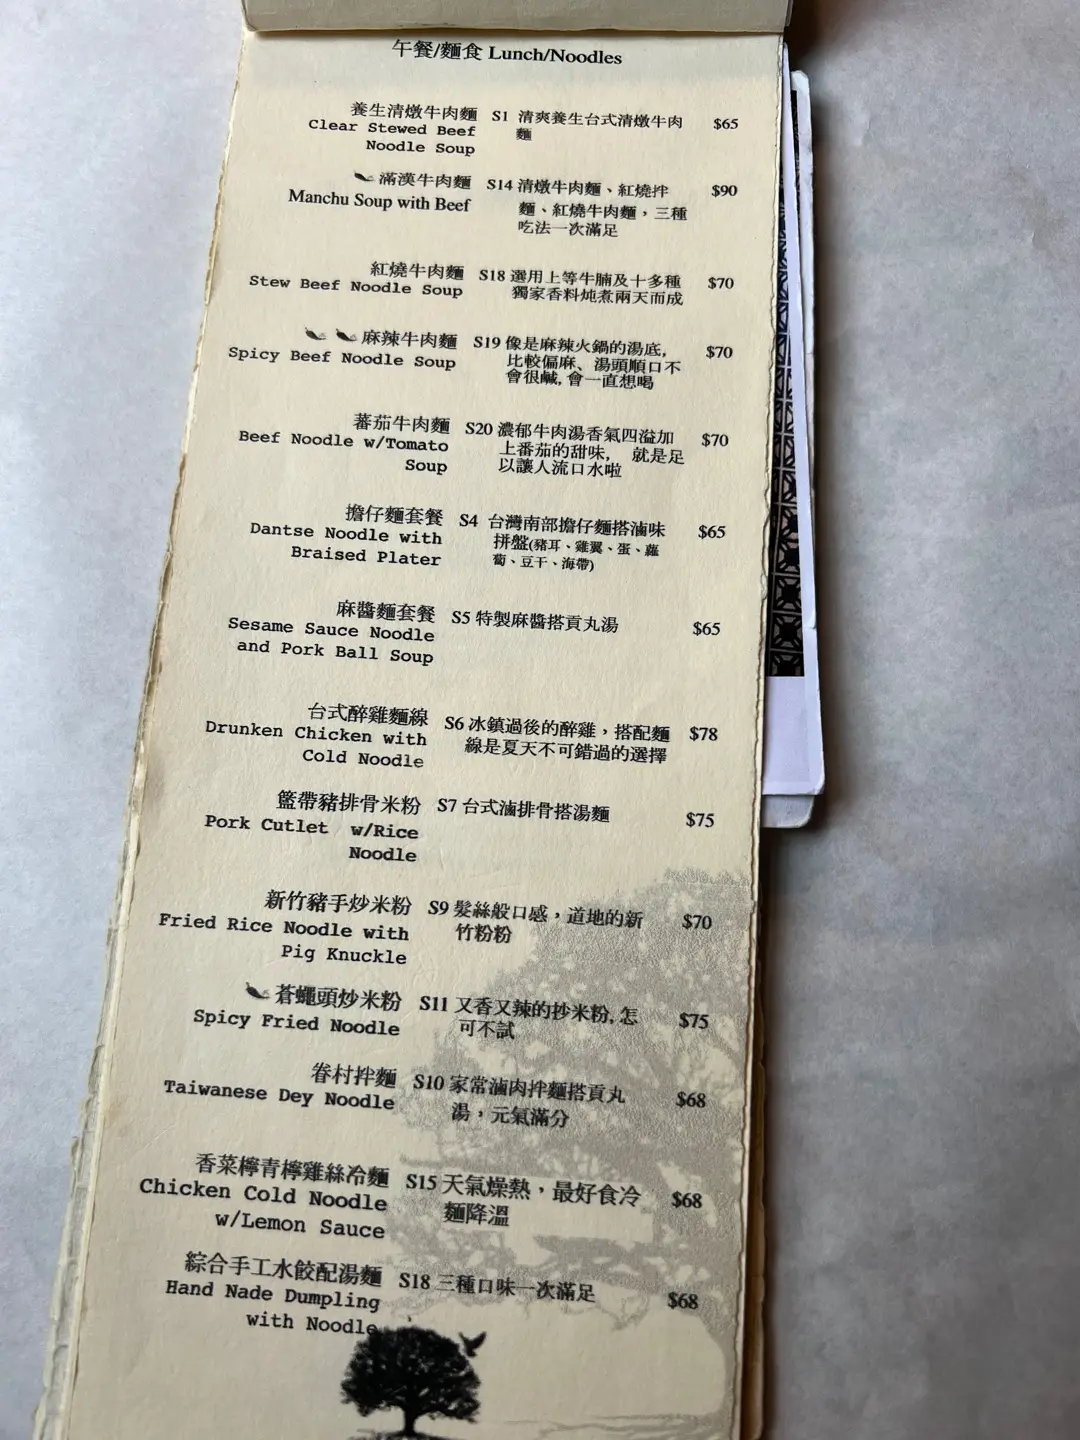 午餐/麵食 Lunch/Noodles
養生清燉牛肉麵 S1 清爽養生台式清燉牛肉 $65
Clear Stewed Beef 麵
Noodle Soup
滿漢牛肉麵 S14 清燉牛肉麵、紅燒拌 $90
Manchu Soup with Beef 麵、紅燒牛肉麵，三種
吃法一次滿足
紅燒牛肉麵 S18 選用上等牛腩及十多種 $70
Stew Beef Noodle Soup 獨家香料炖煮兩天而成
麻辣牛肉麵 S19 像是麻辣火鍋的湯底, $70
Spicy Beef Noodle Soup 比較偏麻、湯頭順口不
會很鹹, 會一直想喝
蕃茄牛肉麵 S20 濃郁牛肉湯香氣四溢加 $70
Beef Noodle w/Tomato 上番茄的甜味, 就是足
Soup 以讓人流口水啦
擔仔麵套餐 S4 台灣南部擔仔麵搭滷味 $65
Dantse Noodle with 拼盤(豬耳、雞翼、蛋、蘿
Braised Plater 蔔、豆干、海帶)
麻醬麵套餐 S5 特製麻醬搭貢丸湯 $65
Sesame Sauce Noodle
and Pork Ball Soup
台式醉雞麵線 S6 冰鎮過後的醉雞，搭配麵 $78
Drunken Chicken with 線是夏天不可錯過的選擇
Cold Noodle
籃帶豬排骨米粉 S7 台式滷排骨搭湯麵 $75
Pork Cutlet w/Rice
Noodle
新竹豬手炒米粉 S9 髮絲般口感，道地的新 $70
Fried Rice Noodle with 竹粉粉
Pig Knuckle
蒼蠅頭炒米粉 S11 又香又辣的抄米粉, 怎 $75
Spicy Fried Noodle 可不試
眷村拌麵 S10 家常滷肉拌麵搭貢丸 $68
Taiwanese Dey Noodle 湯，元氣滿分
香菜檸青檸雞絲冷麵 S15 天氣燥熱，最好食冷 $68
Chicken Cold Noodle 麵降溫
w/Lemon Sauce
綜合手工水餃配湯麵 S18 三種口味一次滿足 $68
Hand Nade Dumpling
with Noodle